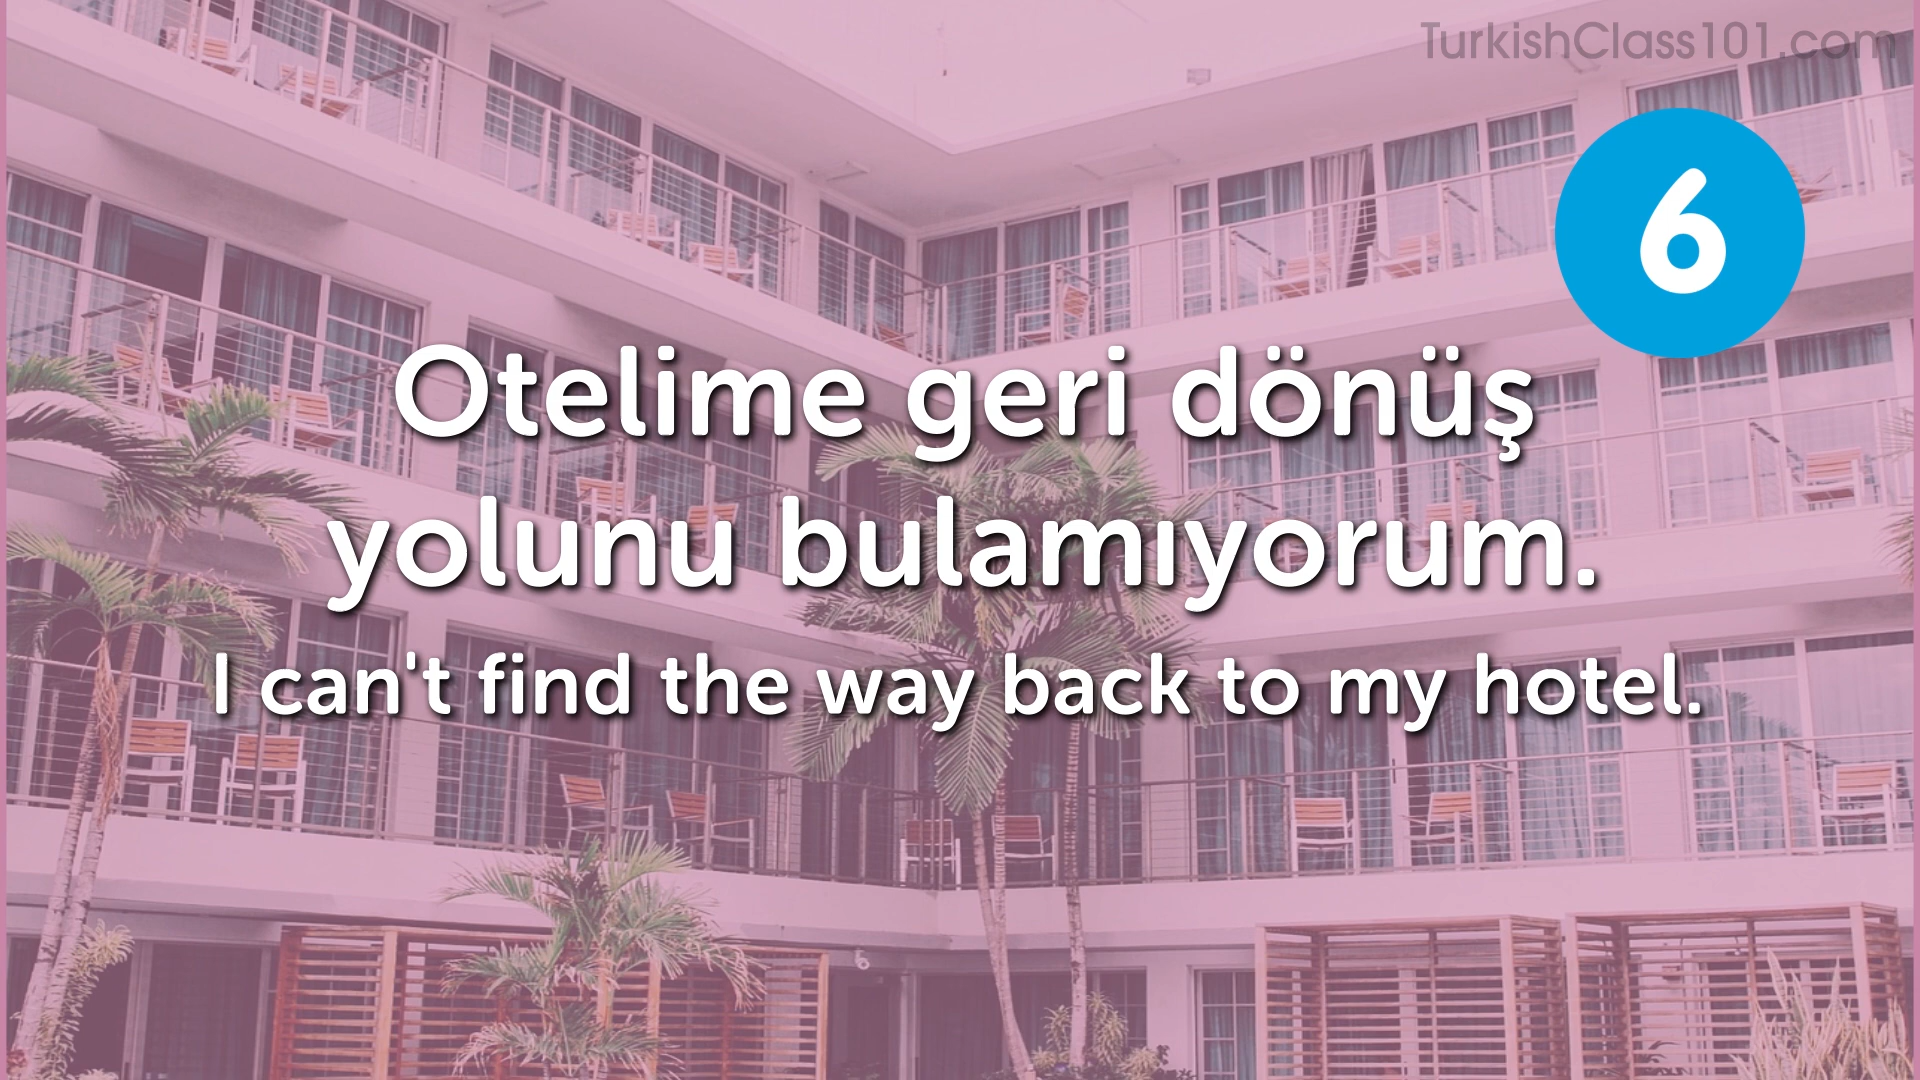 TurkishClass101.com
6
Otelime geri dönüş
yolunu bulamıyorum.
I can't find the way back to my hotel.